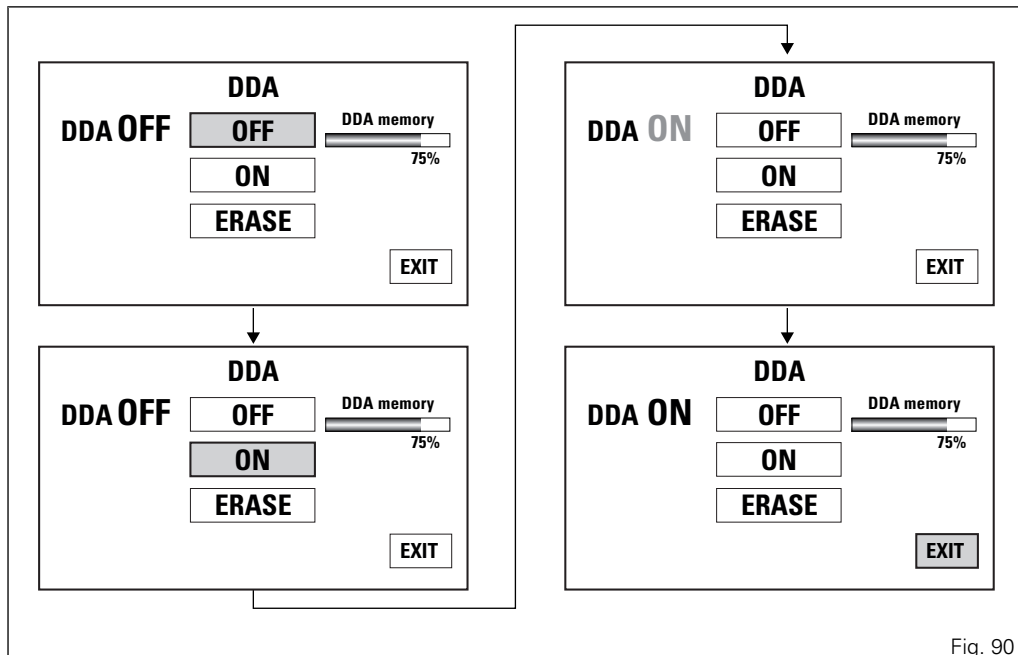 DDA
DDA OFF
OFF
DDA memory
75%
ON
ERASE
EXIT
DDA
DDA OFF
OFF
DDA memory
75%
ON
ERASE
EXIT
DDA
DDA ON
OFF
DDA memory
75%
ON
ERASE
EXIT
DDA
DDA ON
OFF
DDA memory
75%
ON
ERASE
EXIT
Fig. 90